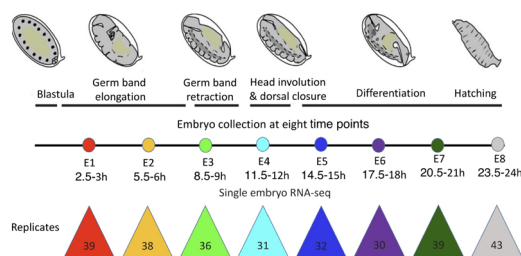 Blastula
Germ band
elongation
Germ band
retraction
Head involution
& dorsal closure
Differentiation
Hatching
Embryo collection at eight time points
E1 E2 E3 E4 E5 E6 E7 E8
2.5-3h 5.5-6h 8.5-9h 11.5-12h 14.5-15h 17.5-18h 20.5-21h 23.5-24h
Single embryo RNA-seq
Replicates
39 38 36 31 32 30 39 43